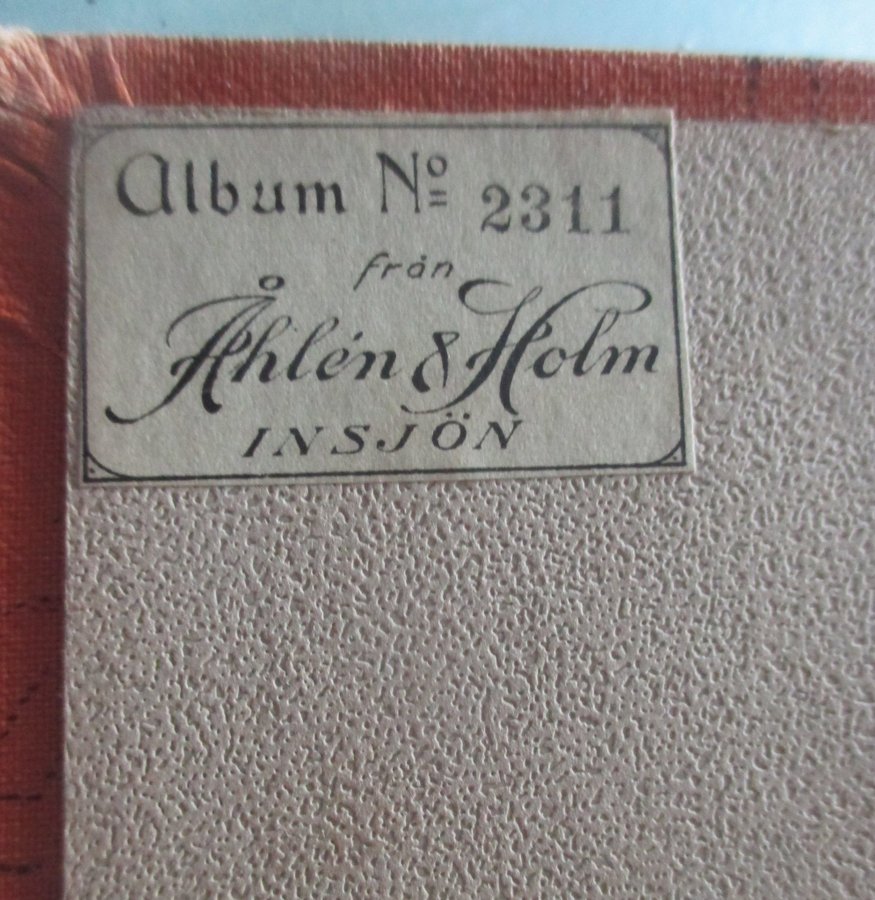 Album Nº 2311
från
Åhlén & Holm
INSJÖN